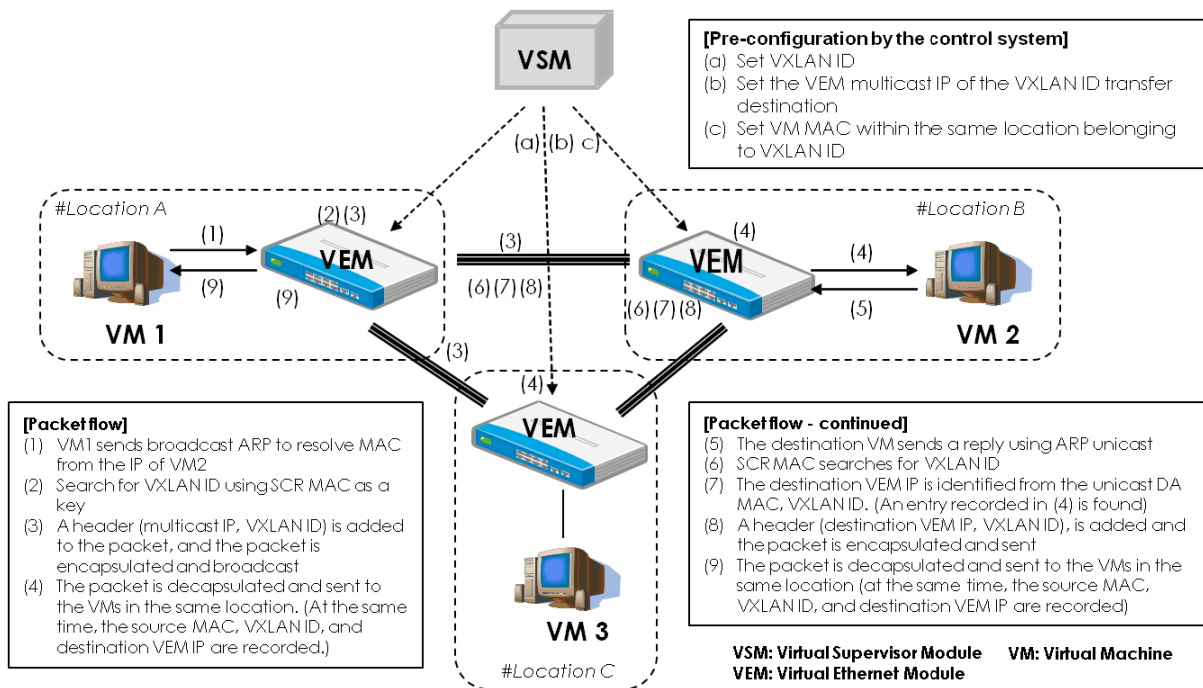 VSM
[Pre-configuration by the control system]
(a) Set VXLAN ID
(b) Set the VEM multicast IP of the VXLAN ID transfer
destination
(c) Set VM MAC within the same location belonging
to VXLAN ID
(a) (b) c)
#Location A
(1)
(9)
VM 1
(2) (3)
VEM
(9)
(3)
(6) (7) (8)
#Location B
(4)
VEM
(6) (7) (8)
(4)
(5)
VM 2
(3)
(4)
VEM
VM 3
#Location C
[Packet flow]
(1) VM1 sends broadcast ARP to resolve MAC
from the IP of VM2
(2) Search for VXLAN ID using SCR MAC as a
key
(3) A header (multicast IP, VXLAN ID) is added
to the packet, and the packet is
encapsulated and broadcast
(4) The packet is decapsulated and sent to
the VMs in the same location. (At the same
time, the source MAC, VXLAN ID, and
destination VEM IP are recorded.)
[Packet flow - continued]
(5) The destination VM sends a reply using ARP unicast
(6) SCR MAC searches for VXLAN ID
(7) The destination VEM IP is identified from the unicast DA
MAC, VXLAN ID. (An entry recorded in (4) is found)
(8) A header (destination VEM IP, VXLAN ID), is added and
the packet is encapsulated and sent
(9) The packet is decapsulated and sent to the VMs in the
same location (at the same time, the source MAC,
VXLAN ID, and destination VEM IP are recorded)
VSM: Virtual Supervisor Module VM: Virtual Machine
VEM: Virtual Ethernet Module